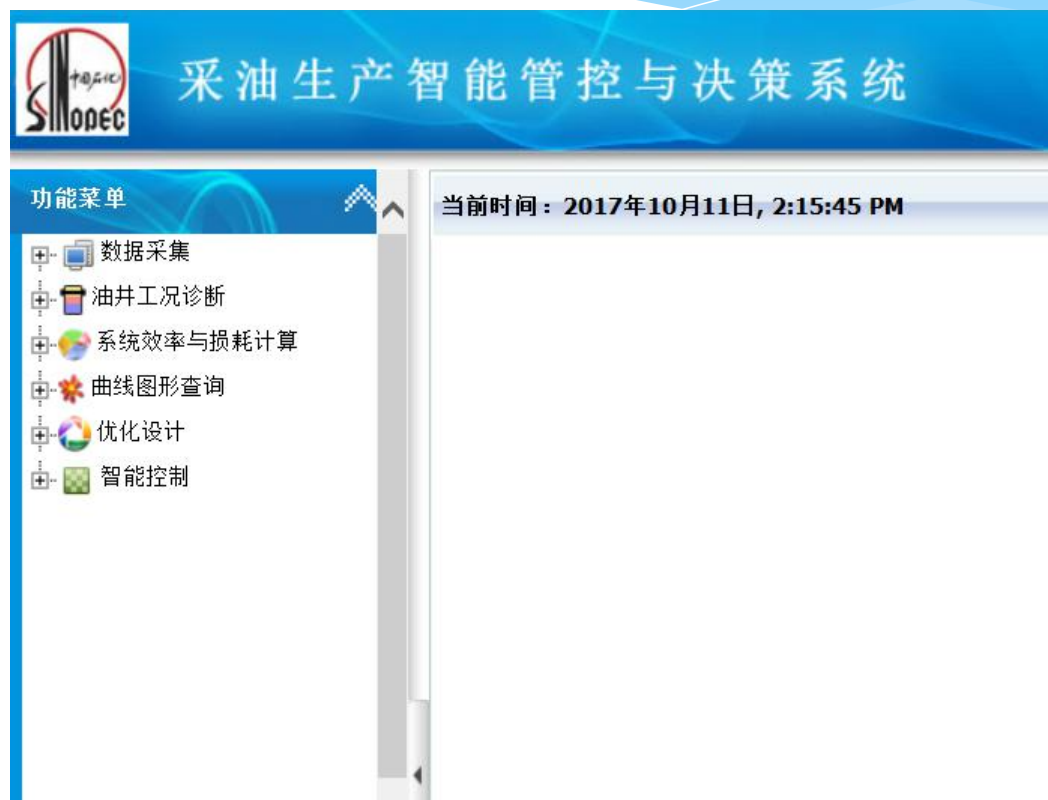 中国石化
SINOPEC
采油生产智能管控与决策系统
功能菜单
当前时间：2017年10月11日, 2:15:45 PM
数据采集
油井工况诊断
系统效率与损耗计算
曲线图形查询
优化设计
智能控制